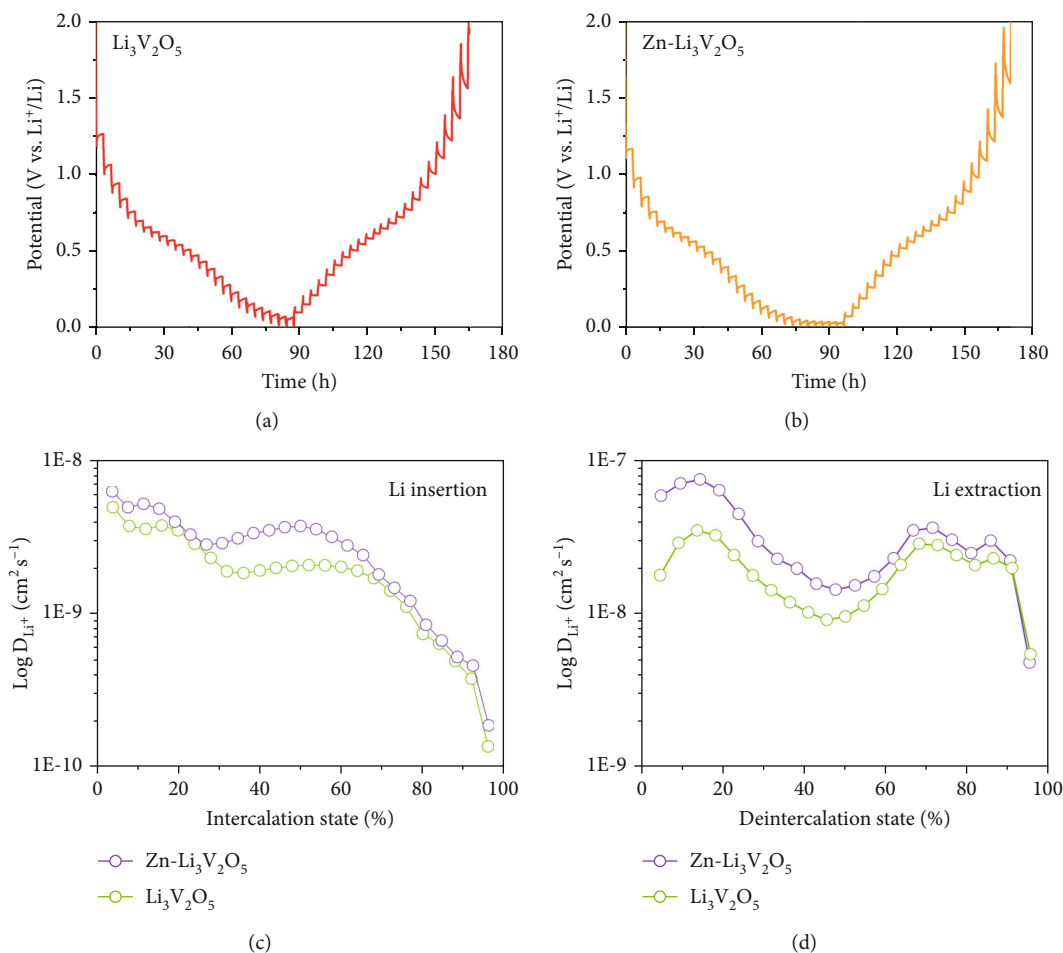 Li₃V₂O₅
Potential (V vs. Li⁺/Li)
2.0
1.5
1.0
0.5
0.0
0 30 60 90 120 150 180
Time (h)
(a)
Zn-Li₃V₂O₅
Potential (V vs. Li⁺/Li)
2.0
1.5
1.0
0.5
0.0
0 30 60 90 120 150 180
Time (h)
(b)
Li insertion
Log D_Li⁺ (cm² s⁻¹)
1E-8
1E-9
1E-10
0 20 40 60 80 100
Intercalation state (%)
Zn-Li₃V₂O₅
Li₃V₂O₅
(c)
Li extraction
Log D_Li⁺ (cm² s⁻¹)
1E-7
1E-8
1E-9
0 20 40 60 80 100
Deintercalation state (%)
Zn-Li₃V₂O₅
Li₃V₂O₅
(d)